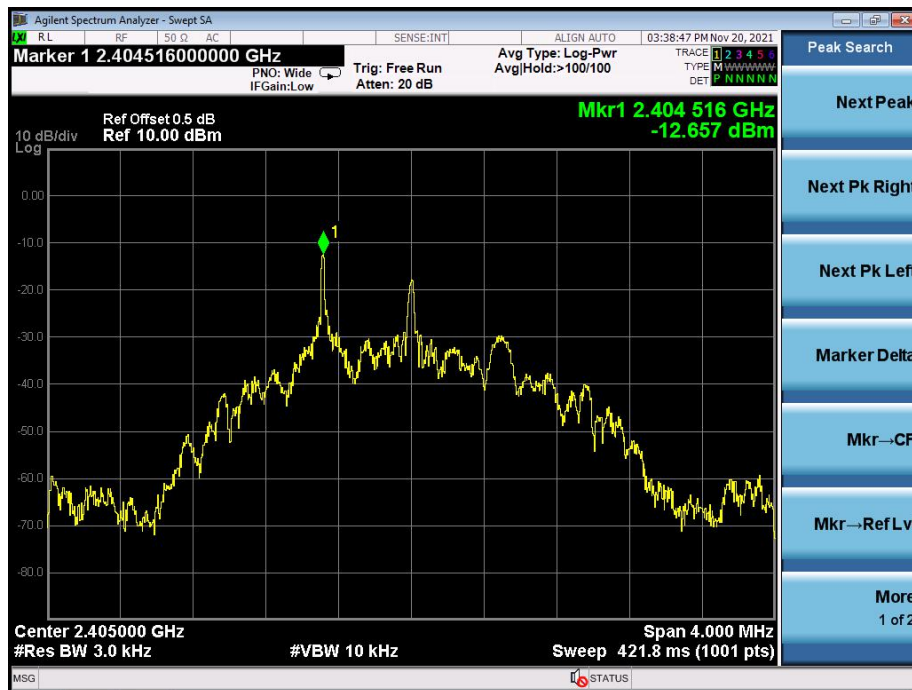 Agilent Spectrum Analyzer - Swept SA
LXI RL RF 50 Ω AC SENSE:INT ALIGN AUTO 03:38:47 PM Nov 20, 2021
Marker 1 2.404516000000 GHz
PNO: Wide
IFGain:Low
Trig: Free Run
Atten: 20 dB
Avg Type: Log-Pwr
Avg|Hold:>100/100
TRACE 1 2 3 4 5 6
TYPE M WWWWW
DET P N N N N N
Peak Search
Mkr1 2.404 516 GHz
-12.657 dBm
Ref Offset 0.5 dB
10 dB/div Ref 10.00 dBm
Log
0.00
-10.0
-20.0
-30.0
-40.0
-50.0
-60.0
-70.0
-80.0
1
Center 2.405000 GHz Span 4.000 MHz
#Res BW 3.0 kHz #VBW 10 kHz Sweep 421.8 ms (1001 pts)
MSG STATUS
Next Peak
Next Pk Right
Next Pk Left
Marker Delta
Mkr→CF
Mkr→Ref Lv
More
1 of 2